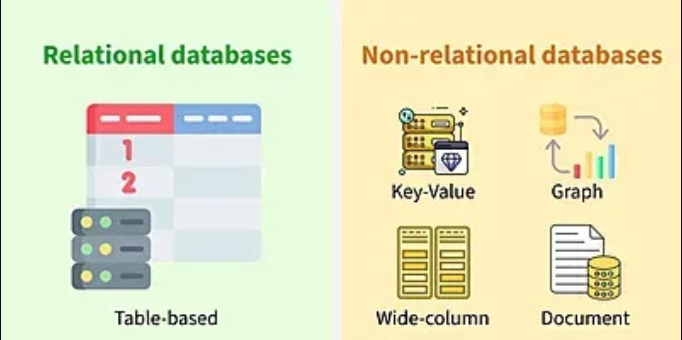 Relational databases
1
2
Table-based
Non-relational databases
Key-Value
Graph
Wide-column
Document